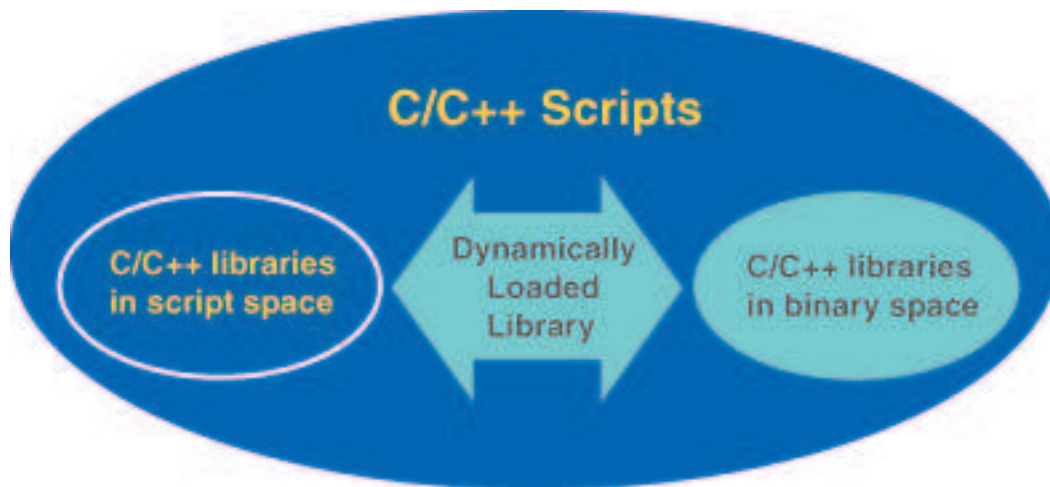 C/C++ Scripts
C/C++ libraries
in script space
Dynamically
Loaded
Library
C/C++ libraries
in binary space